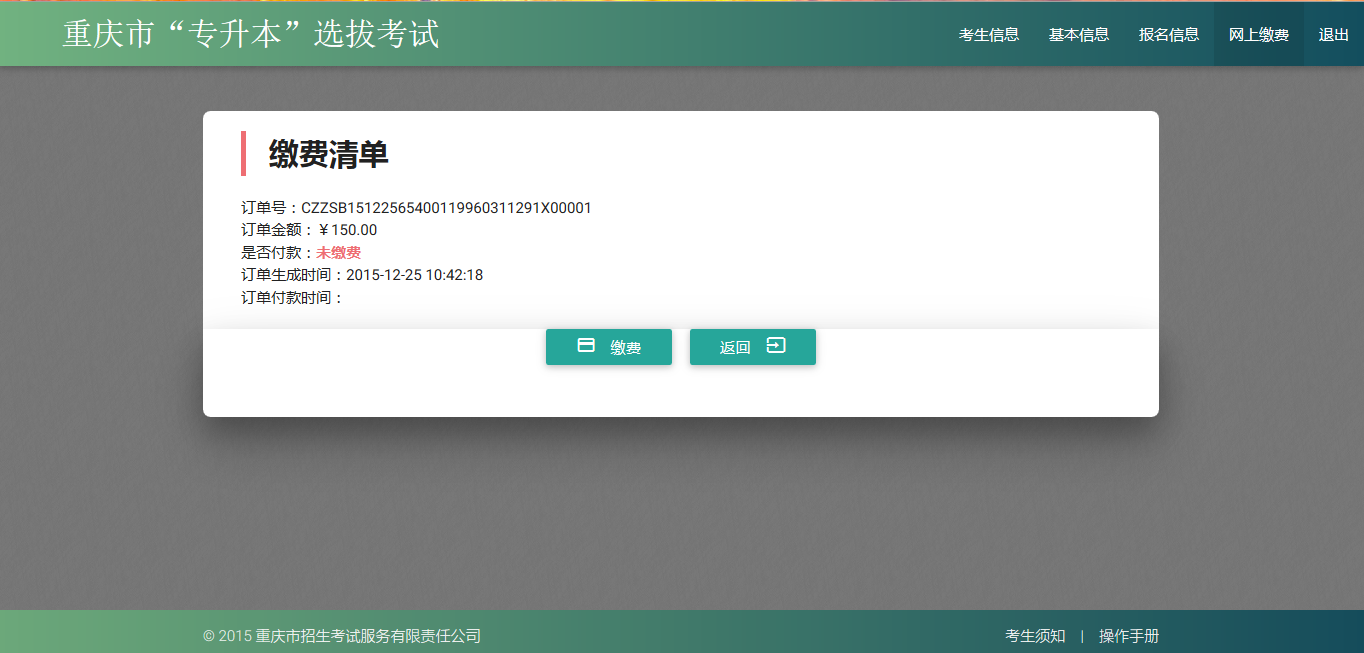 重庆市“专升本”选拔考试
考生信息 基本信息 报名信息 网上缴费 退出
缴费清单
订单号：CZZSB15122565400119960311291X00001
订单金额：￥150.00
是否付款：未缴费
订单生成时间：2015-12-25 10:42:18
订单付款时间：
缴费 返回
© 2015 重庆市招生考试服务有限责任公司
考生须知 | 操作手册